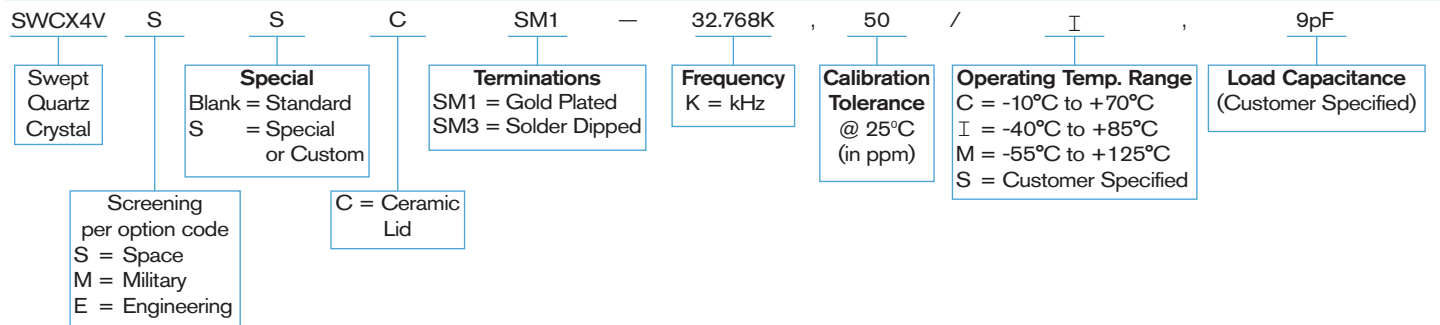 SWCX4V S S C SM1 — 32.768K , 50 / I , 9pF
Swept
Quartz
Crystal
Screening
per option code
S = Space
M = Military
E = Engineering
Special
Blank = Standard
S = Special
or Custom
C = Ceramic
Lid
Terminations
SM1 = Gold Plated
SM3 = Solder Dipped
Frequency
K = kHz
Calibration
Tolerance
@ 25°C
(in ppm)
Operating Temp. Range
C = -10°C to +70°C
I = -40°C to +85°C
M = -55°C to +125°C
S = Customer Specified
Load Capacitance
(Customer Specified)